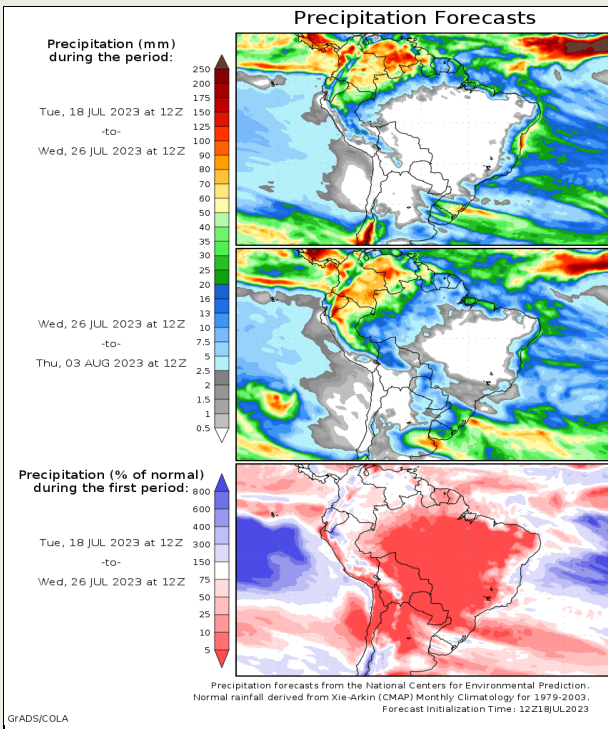 Precipitation Forecasts
Precipitation (mm)
during the period:
Tue, 18 JUL 2023 at 12Z
-to-
Wed, 26 JUL 2023 at 12Z
250
200
175
150
125
100
90
80
70
60
50
40
35
30
25
20
16
13
10
7.5
5
2.5
2
1.5
1
0.5
Wed, 26 JUL 2023 at 12Z
-to-
Thu, 03 AUG 2023 at 12Z
Precipitation (% of normal)
during the first period:
Tue, 18 JUL 2023 at 12Z
-to-
Wed, 26 JUL 2023 at 12Z
800
600
400
300
150
75
50
25
10
5
Precipitation forecasts from the National Centers for Environmental Prediction.
Normal rainfall derived from Xie-Arkin (CMAP) Monthly Climatology for 1979-2003.
Forecast Initialization Time: 12Z18JUL2023
GrADS/COLA